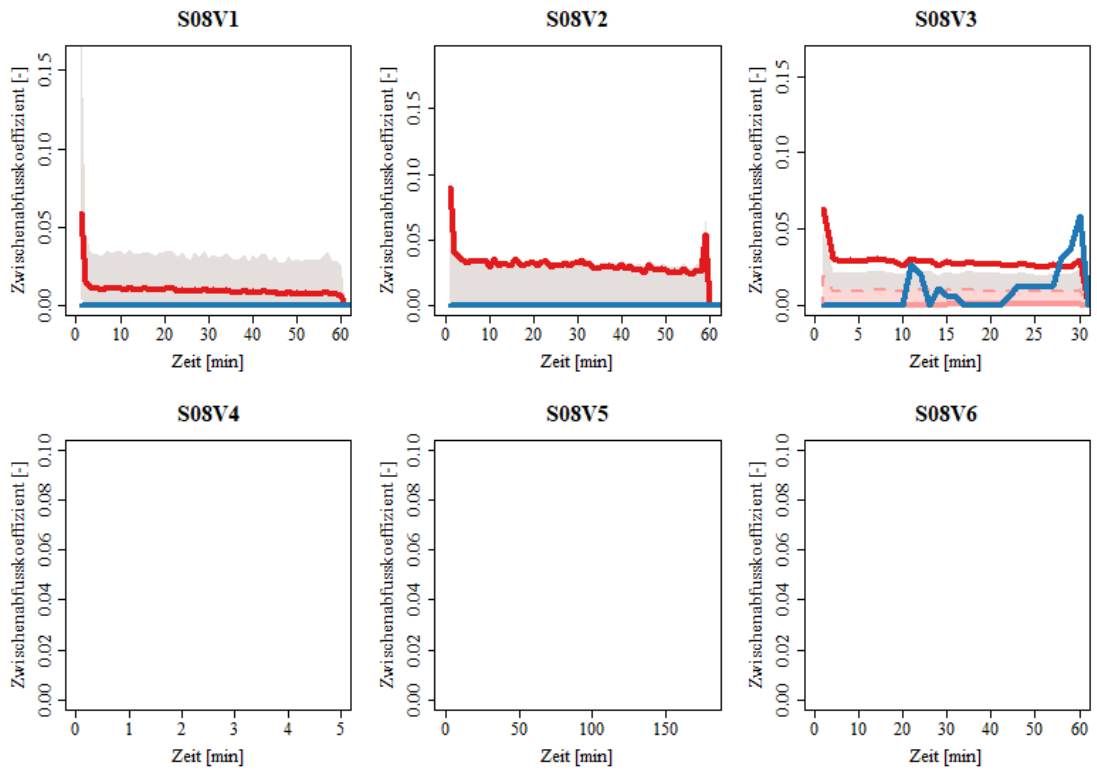 S08V1 S08V2 S08V3
Zwischenabfusskoeffizient [-] Zwischenabfusskoeffizient [-] Zwischenabfusskoeffizient [-]
0.15 0.15 0.15
0.10 0.10 0.10
0.05 0.05 0.05
0.00 0.00 0.00
0 10 20 30 40 50 60 0 10 20 30 40 50 60 0 5 10 15 20 25 30
Zeit [min] Zeit [min] Zeit [min]
S08V4 S08V5 S08V6
Zwischenabfusskoeffizient [-] Zwischenabfusskoeffizient [-] Zwischenabfusskoeffizient [-]
0.10 0.10 0.10
0.08 0.08 0.08
0.06 0.06 0.06
0.04 0.04 0.04
0.02 0.02 0.02
0.00 0.00 0.00
0 1 2 3 4 5 0 50 100 150 0 10 20 30 40 50 60
Zeit [min] Zeit [min] Zeit [min]